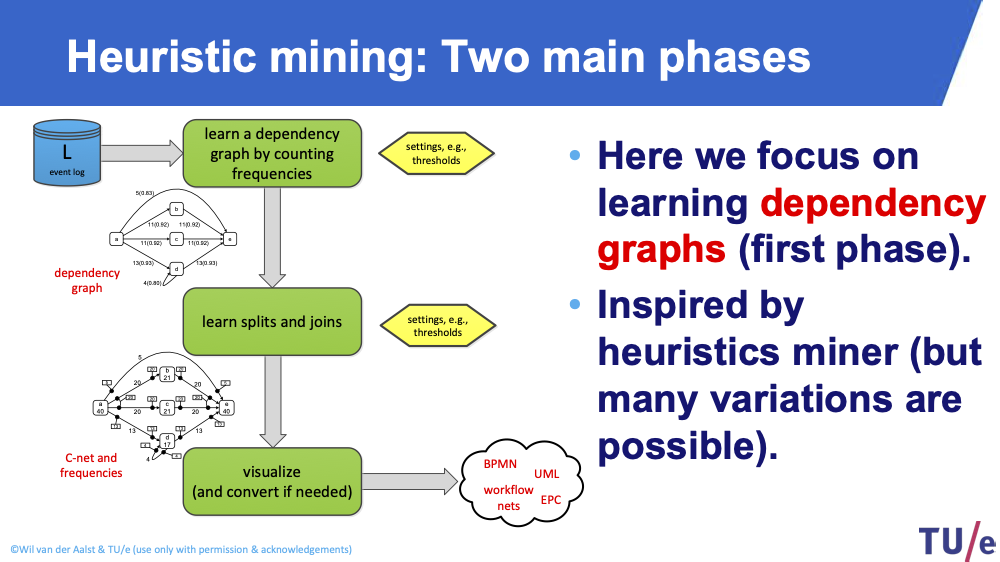 Heuristic mining: Two main phases
L
event log
learn a dependency
graph by counting
frequencies
settings, e.g.,
thresholds
5(0.83)
b
11(0.92) 11(0.92)
a
11(0.92)
c
11(0.92)
e
13(0.93)
d
13(0.93)
4(0.80)
dependency
graph
learn splits and joins
settings, e.g.,
thresholds
5
b
21
20
20
a
40
20
c
21
20
e
40
13
d
17
13
4
C-net and
frequencies
visualize
(and convert if needed)
BPMN
UML
workflow
nets
EPC
• Here we focus on
learning dependency
graphs (first phase).
• Inspired by
heuristics miner (but
many variations are
possible).
©Wil van der Aalst & TU/e (use only with permission & acknowledgements)
TU/e